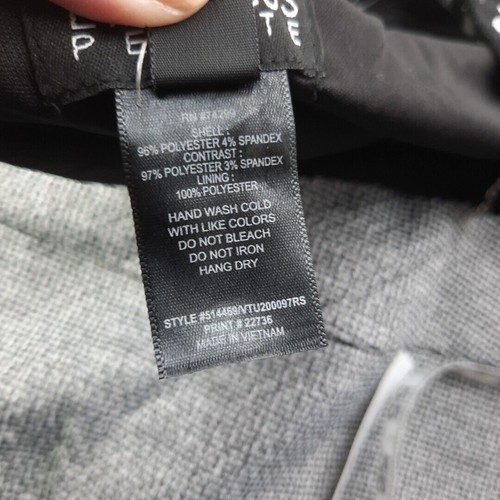 SHELL :
96% POLYESTER 4% SPANDEX
CONTRAST :
97% POLYESTER 3% SPANDEX
LINING :
100% POLYESTER
HAND WASH COLD
WITH LIKE COLORS
DO NOT BLEACH
DO NOT IRON
HANG DRY
STYLE #514469/VTU200097RS
PRINT # 22736
MADE IN VIETNAM